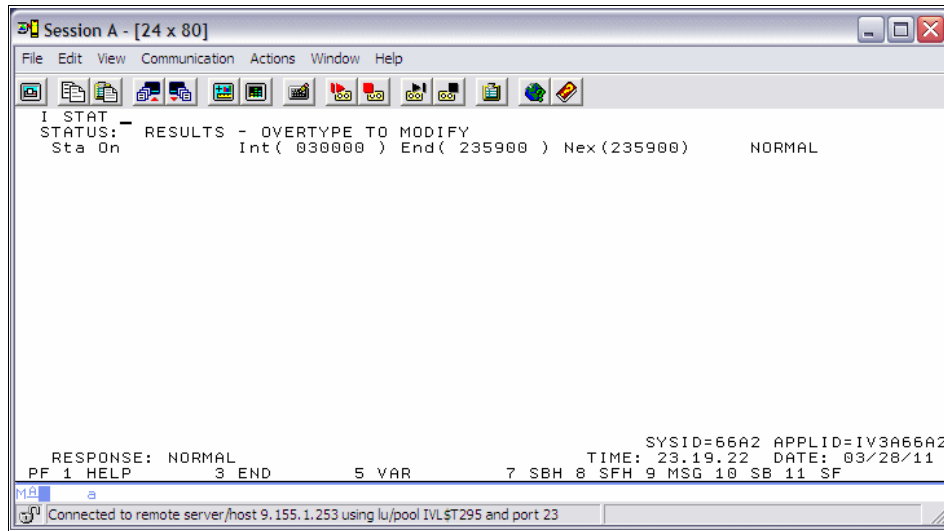 Session A - [24 x 80]
File Edit View Communication Actions Window Help
I STAT _
STATUS: RESULTS - OVERTYPE TO MODIFY
Sta On Int( 030000 ) End( 235900 ) Nex(235900) NORMAL
SYSID=66A2 APPLID=IV3A66A2
RESPONSE: NORMAL TIME: 23.19.22 DATE: 03/28/11
PF 1 HELP 3 END 5 VAR 7 SBH 8 SFH 9 MSG 10 SB 11 SF
MA a
Connected to remote server/host 9.155.1.253 using lu/pool IVL$T295 and port 23